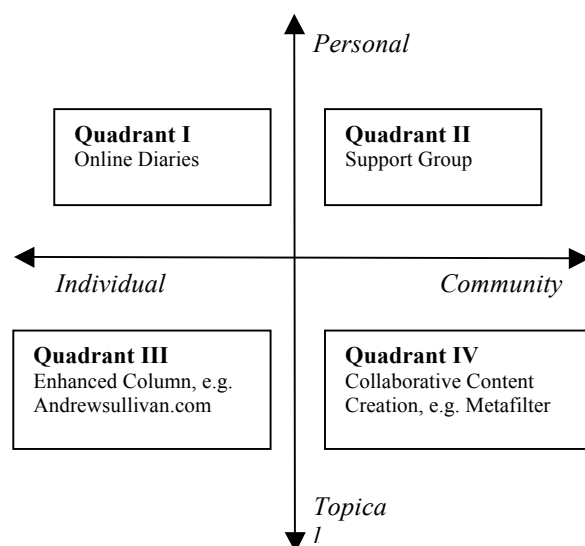 Personal
Quadrant I
Online Diaries
Quadrant II
Support Group
Individual
Community
Quadrant III
Enhanced Column, e.g.
Andrewsullivan.com
Quadrant IV
Collaborative Content
Creation, e.g. Metafilter
Topica
l